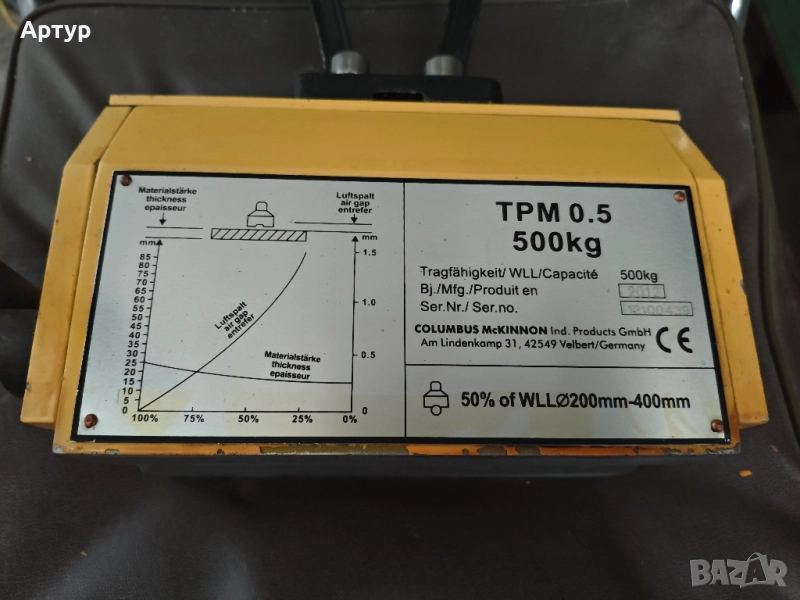 Артур
Materialstärke
thickness
epaisseur
Luftspalt
air gap
entrefer
mm
mm
85
80
75
70
65
60
55
50
45
40
35
30
25
20
15
10
5
0
1.5
1.0
0.5
0
Luftspalt
air gap
entrefer
Materialstärke
thickness
epaisseur
100% 75% 50% 25% 0%
TPM 0.5
500kg
Tragfähigkeit/ WLL/Capacité 500kg
Bj./Mfg./Produit en 2012
Ser.Nr./ Ser.no.
COLUMBUS McKINNON Ind. Products GmbH
Am Lindenkamp 31, 42549 Velbert/Germany
CE
50% of WLLØ200mm-400mm
BAZAR